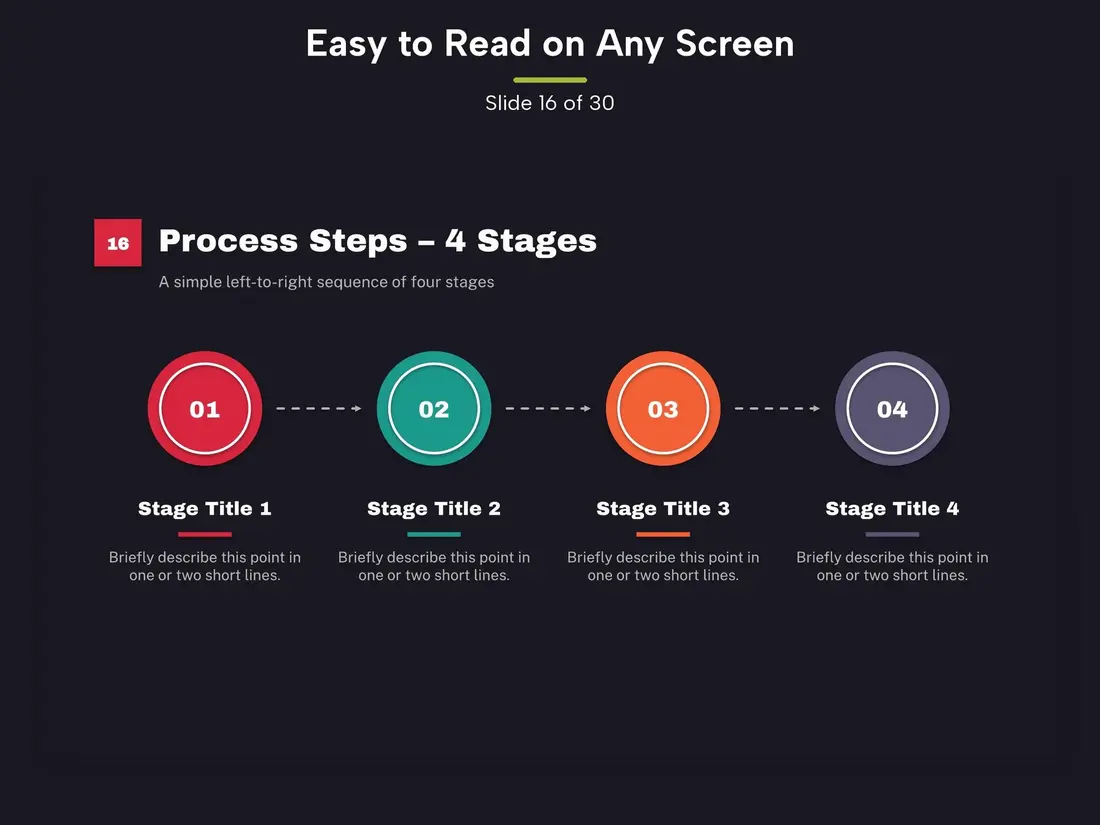 Easy to Read on Any Screen
Slide 16 of 30
16
Process Steps – 4 Stages
A simple left-to-right sequence of four stages
01
02
03
04
Stage Title 1
Briefly describe this point in
one or two short lines.
Stage Title 2
Briefly describe this point in
one or two short lines.
Stage Title 3
Briefly describe this point in
one or two short lines.
Stage Title 4
Briefly describe this point in
one or two short lines.